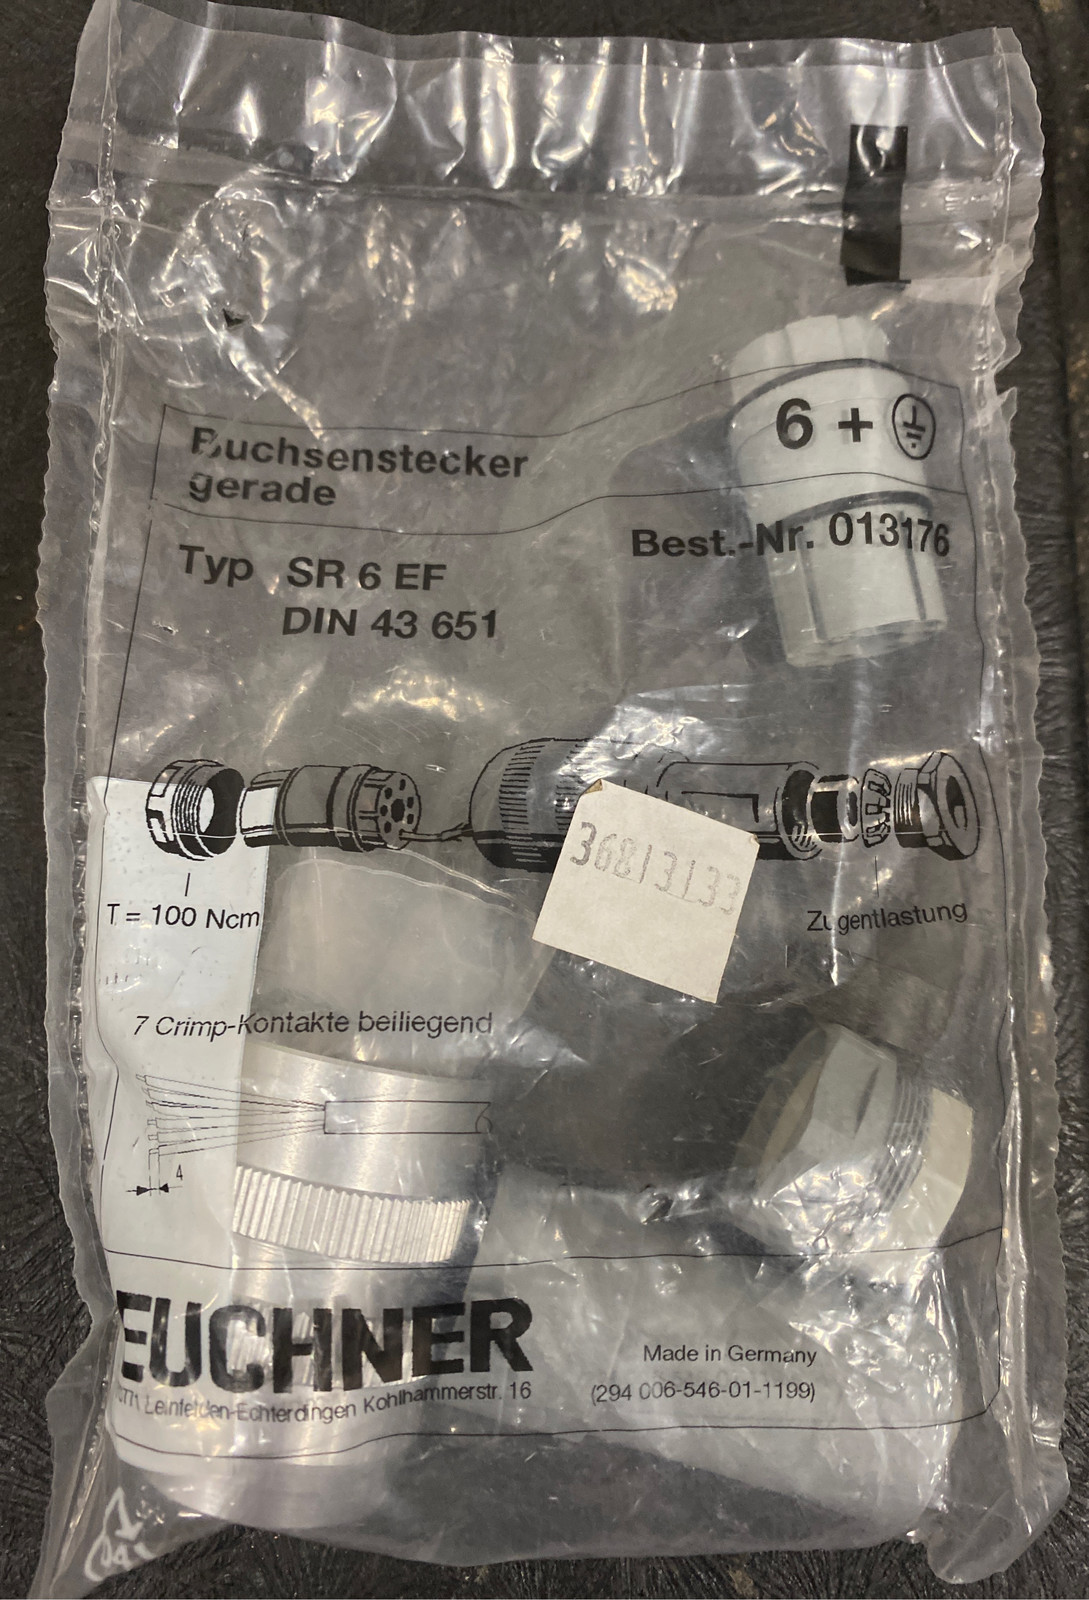 Buchsenstecker
gerade
6 +
Best.-Nr. 013176
Typ SR 6 EF
DIN 43 651
36813133
T = 100 Ncm
Zugentlastung
7 Crimp-Kontakte beiliegend
4
EUCHNER
Leinfelden-Echterdingen Kohlhammerstr. 16
Made in Germany
(294 006-546-01-1199)
04